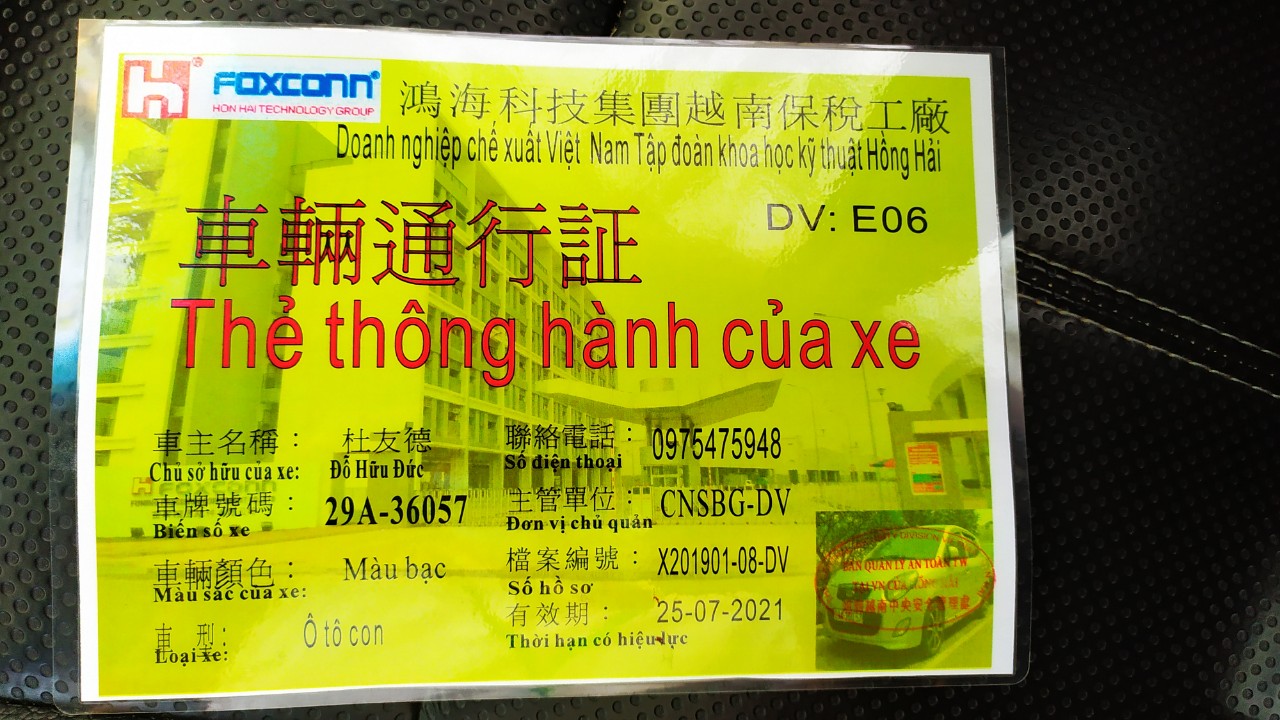 FOXCONN®
HON HAI TECHNOLOGY GROUP
鴻海科技集團越南保稅工廠
Doanh nghiệp chế xuất Việt Nam Tập đoàn khoa học kỹ thuật Hồng Hải
DV: E06
車輛通行証
Thẻ thông hành của xe
車主名稱： 杜友德
Chủ sở hữu của xe: Đỗ Hữu Đức
聯絡電話： 0975475948
Số điện thoại
車牌號碼： 29A-36057
Biển số xe
主管單位： CNSBG-DV
Đơn vị chủ quản
車輛顏色： Màu bạc
Màu sắc của xe:
檔案編號： X201901-08-DV
Số hồ sơ
車 型: Ô tô con
Loại xe:
有效期： 25-07-2021
Thời hạn có hiệu lực
BAN QUẢN LÝ AN TOÀN TW